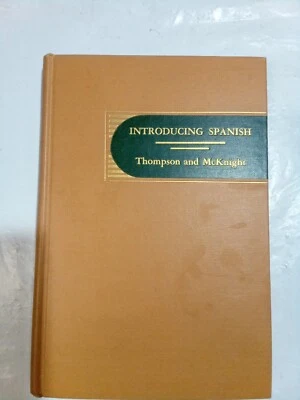 INTRODUCING SPANISH
Thompson and McKnight